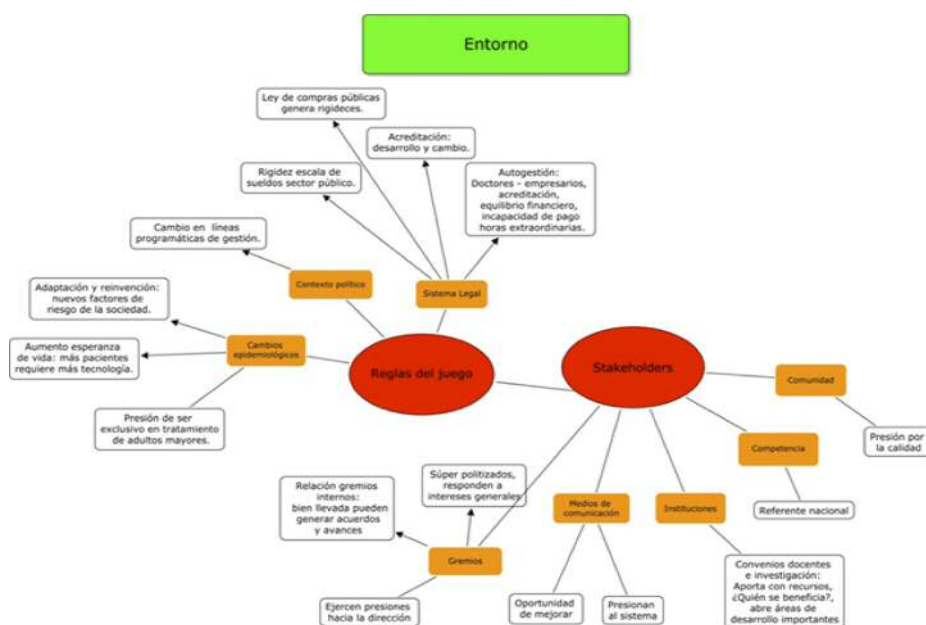 Entorno
Ley de compras públicas
genera rigideces.
Acreditación:
desarrollo y cambio.
Rigidez escala de
sueldos sector público.
Autogestión:
Doctores - empresarios,
acreditación,
equilibrio financiero,
incapacidad de pago
horas extraordinarias.
Cambio en líneas
programáticas de gestión.
Contexto político
Sistema Legal
Adaptación y reinvención:
nuevos factores de
riesgo de la sociedad.
Aumento esperanza
de vida: más pacientes
requiere más tecnología.
Cambios
epidemiológicos
Presión de ser
exclusivo en tratamiento
de adultos mayores.
Reglas del juego
Stakeholders
Comunidad
Presión por
la calidad
Competencia
Referente nacional
Relación gremios
internos:
bien llevada pueden
generar acuerdos
y avances
Súper politizados,
responden a
intereses generales
Gremios
Ejercen presiones
hacia la dirección
Medios de
comunicación
Oportunidad
de mejorar
Presionan
al sistema
Instituciones
Convenios docentes
e investigación:
Aporta con recursos,
¿Quién se beneficia?,
abre áreas de
desarrollo importantes